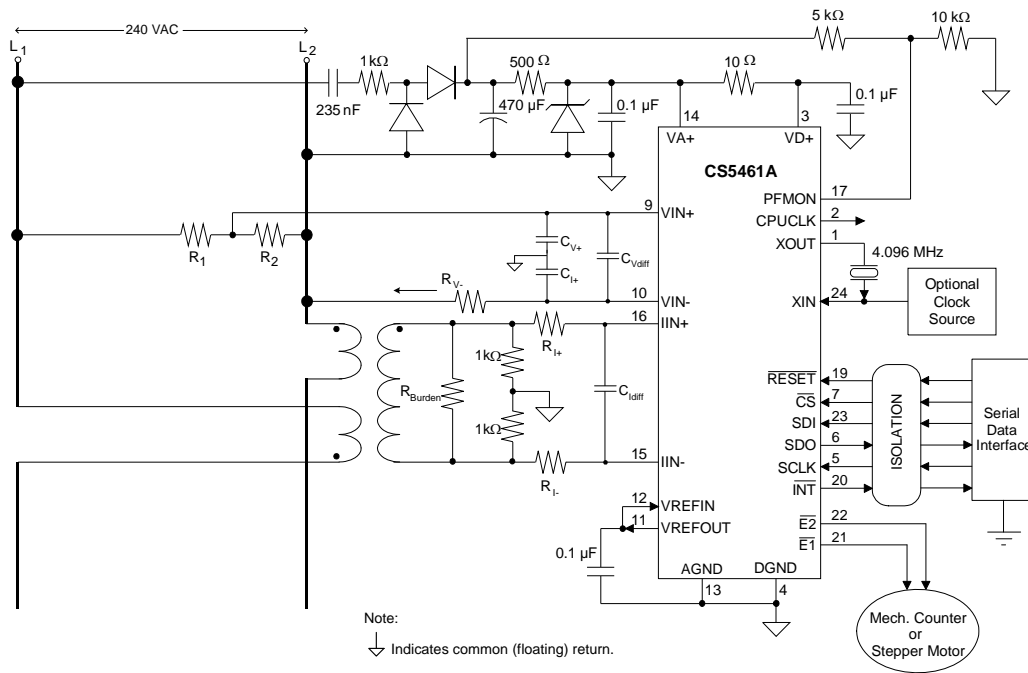 240 VAC
L1
L2
5 kΩ
10 kΩ
1kΩ
500 Ω
10 Ω
235 nF
470 µF
0.1 µF
0.1 µF
14
3
VA+
VD+
CS5461A
9
VIN+
PFMON
17
CPUCLK
2
XOUT
1
4.096 MHz
R1
R2
CV+
CI+
CVdiff
RV-
10
VIN-
XIN
24
Optional
Clock
Source
16
IIN+
RI+
1kΩ
RBurden
CIdiff
1kΩ
15
IIN-
RI-
RESET
19
CS
7
SDI
23
SDO
6
SCLK
5
INT
20
ISOLATION
Serial
Data
Interface
12
VREFIN
11
VREFOUT
E2
22
E1
21
0.1 µF
AGND
DGND
13
4
Mech. Counter
or
Stepper Motor
Note:
Indicates common (floating) return.